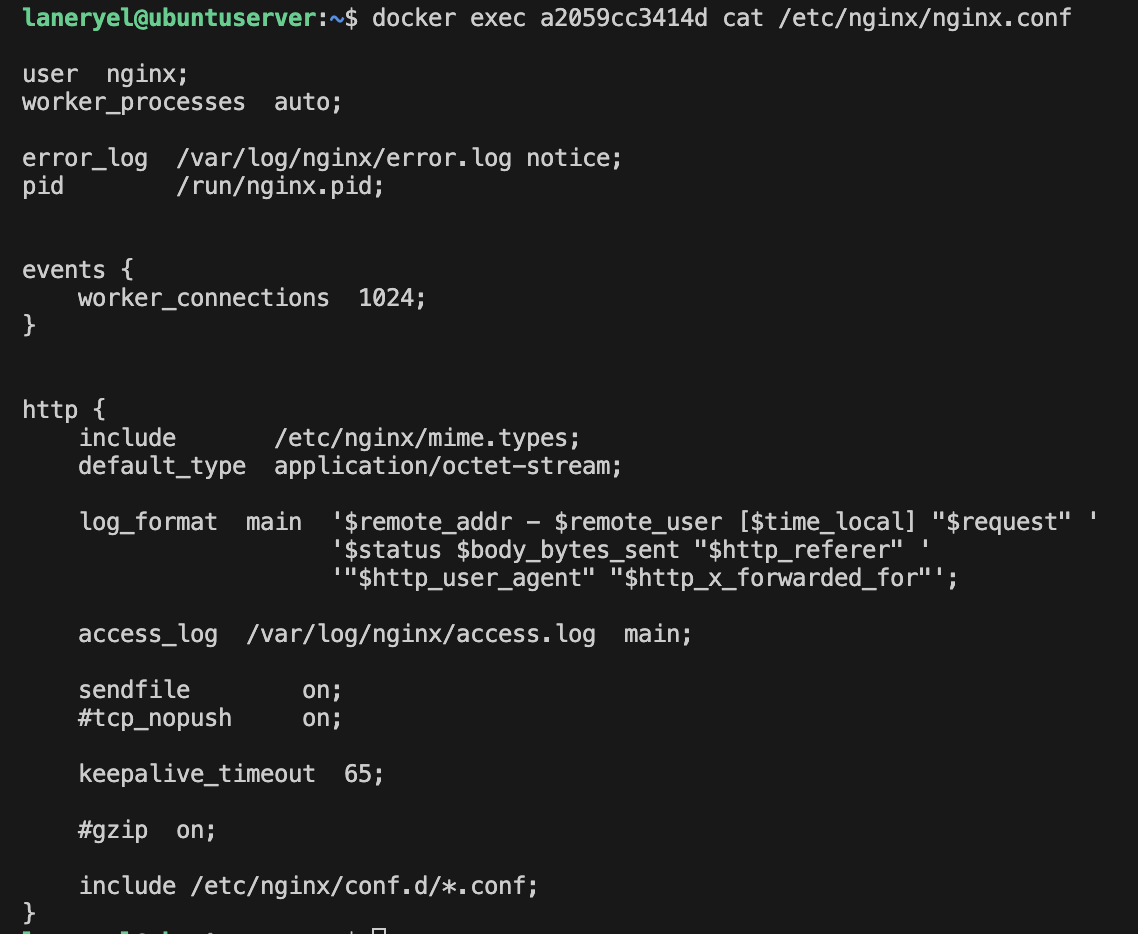 laneryel@ubuntuserver:~$ docker exec a2059cc3414d cat /etc/nginx/nginx.conf
user  nginx;
worker_processes  auto;
error_log  /var/log/nginx/error.log notice;
pid        /run/nginx.pid;
events {
    worker_connections  1024;
}
http {
    include       /etc/nginx/mime.types;
    default_type  application/octet-stream;
    log_format  main  '$remote_addr - $remote_user [$time_local] "$request" '
                      '$status $body_bytes_sent "$http_referer" '
                      '"$http_user_agent" "$http_x_forwarded_for"';
    access_log  /var/log/nginx/access.log  main;
    sendfile        on;
    #tcp_nopush     on;
    keepalive_timeout  65;
    #gzip  on;
    include /etc/nginx/conf.d/*.conf;
}